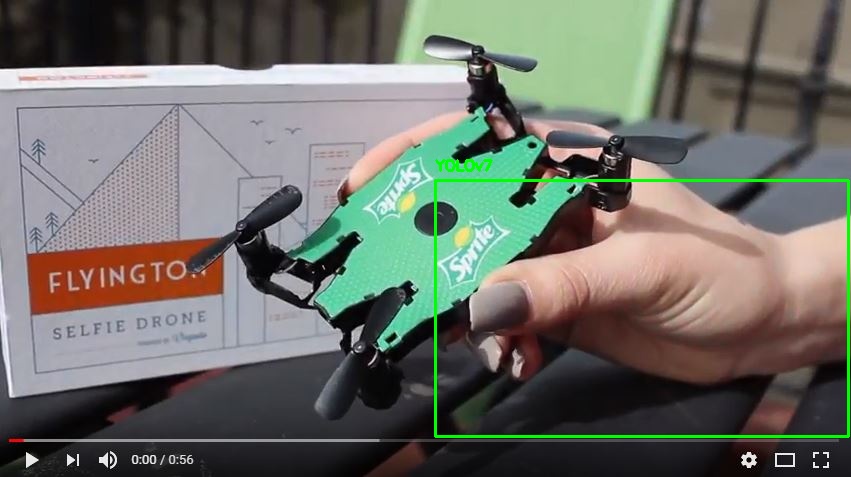 YOLOv7
Sprite
Sprite
FLYINGTON
SELFIE DRONE
0:00 / 0:56